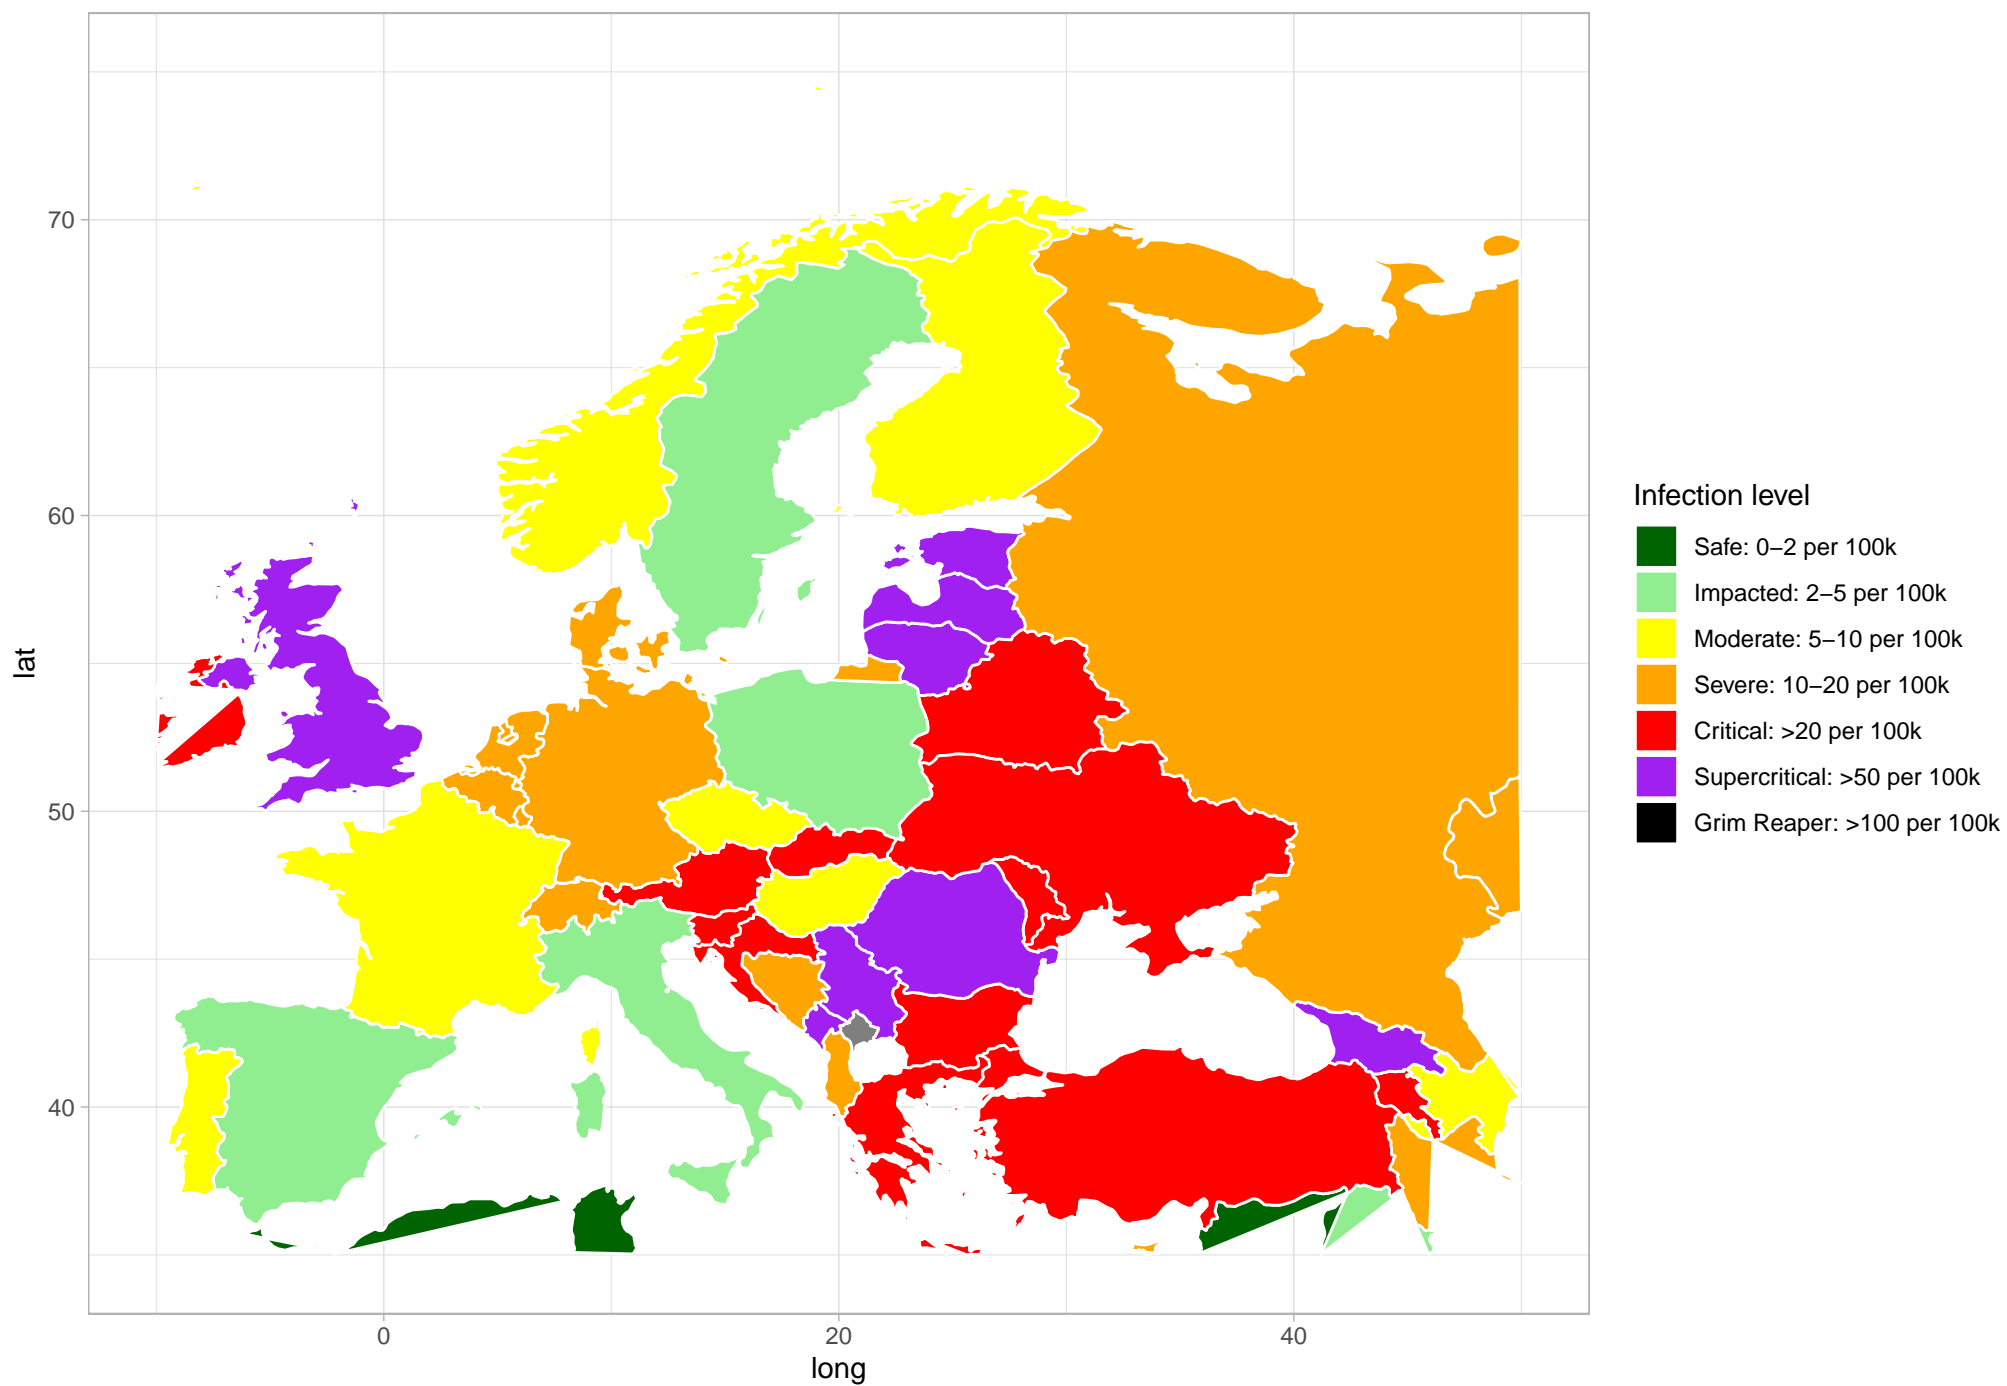 70
60
50
40
lat
0
20
40
long
Infection level
Safe: 0−2 per 100k
Impacted: 2−5 per 100k
Moderate: 5−10 per 100k
Severe: 10−20 per 100k
Critical: >20 per 100k
Supercritical: >50 per 100k
Grim Reaper: >100 per 100k